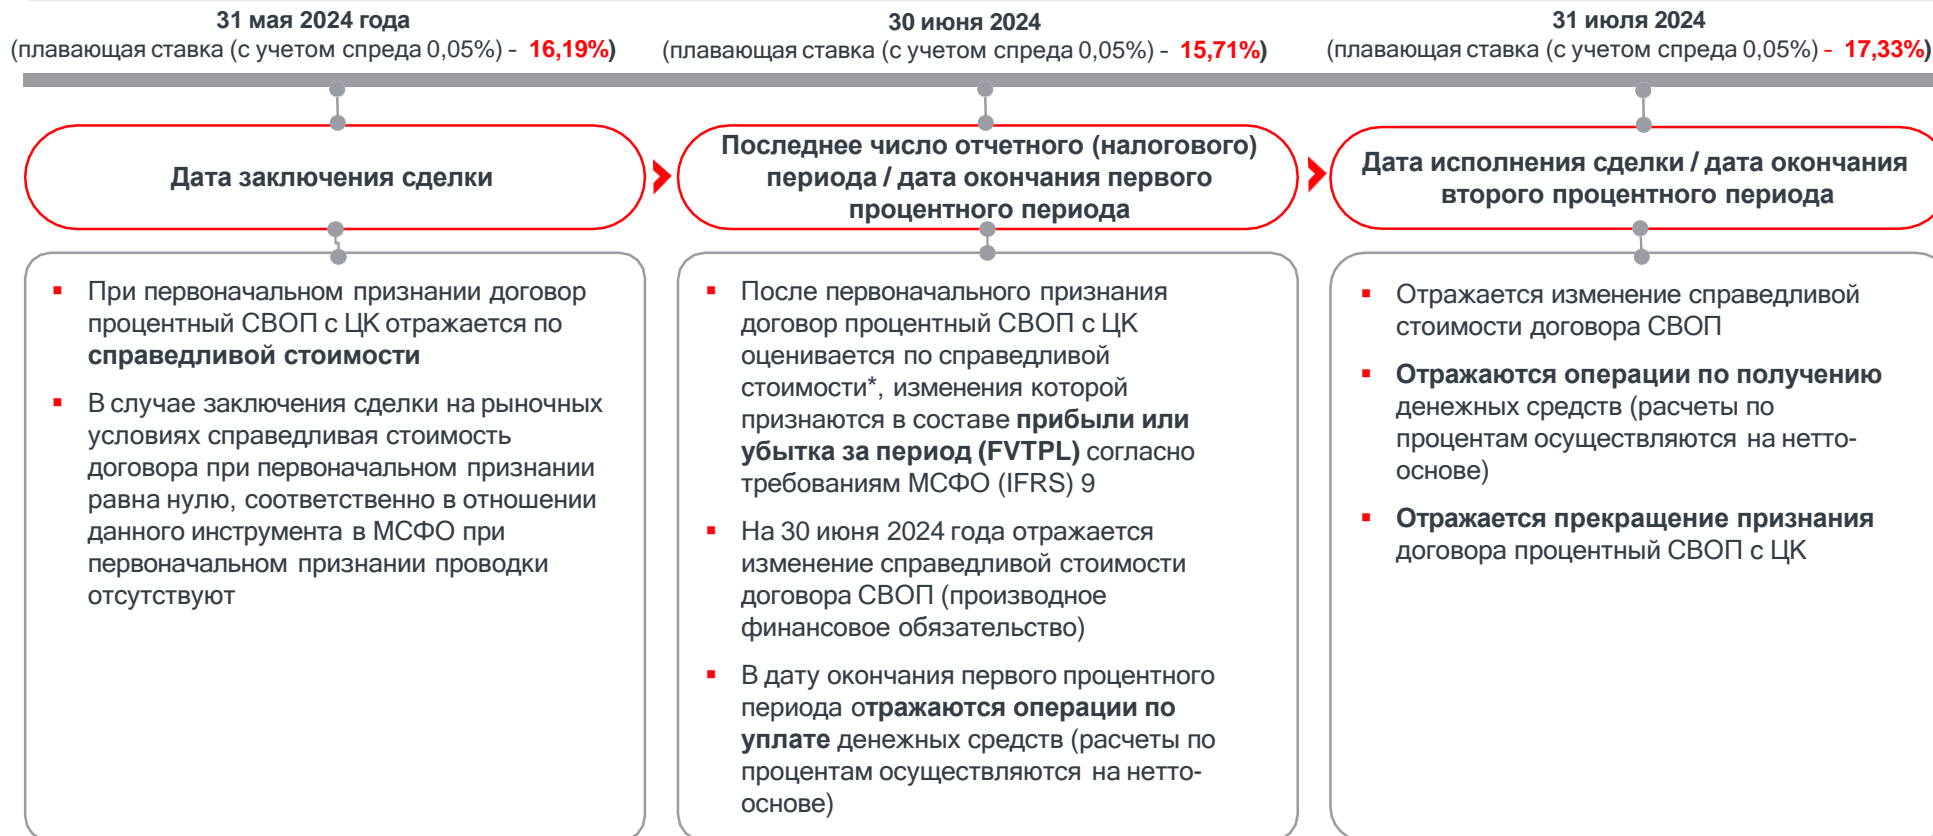 31 мая 2024 года
(плавающая ставка (с учетом спреда 0,05%) - 16,19%)
30 июня 2024
(плавающая ставка (с учетом спреда 0,05%) - 15,71%)
31 июля 2024
(плавающая ставка (с учетом спреда 0,05%) - 17,33%)
Дата заключения сделки
Последнее число отчетного (налогового)
периода / дата окончания первого
процентного периода
Дата исполнения сделки / дата окончания
второго процентного периода
▪ При первоначальном признании договор
процентный СВОП с ЦК отражается по
справедливой стоимости
▪ В случае заключения сделки на рыночных
условиях справедливая стоимость
договора при первоначальном признании
равна нулю, соответственно в отношении
данного инструмента в МСФО при
первоначальном признании проводки
отсутствуют
▪ После первоначального признания
договор процентный СВОП с ЦК
оценивается по справедливой
стоимости*, изменения которой
признаются в составе прибыли или
убытка за период (FVTPL) согласно
требованиям МСФО (IFRS) 9
▪ На 30 июня 2024 года отражается
изменение справедливой стоимости
договора СВОП (производное
финансовое обязательство)
▪ В дату окончания первого процентного
периода отражаются операции по
уплате денежных средств (расчеты по
процентам осуществляются на нетто-
основе)
▪ Отражается изменение справедливой
стоимости договора СВОП
▪ Отражаются операции по получению
денежных средств (расчеты по
процентам осуществляются на нетто-
основе)
▪ Отражается прекращение признания
договора процентный СВОП с ЦК